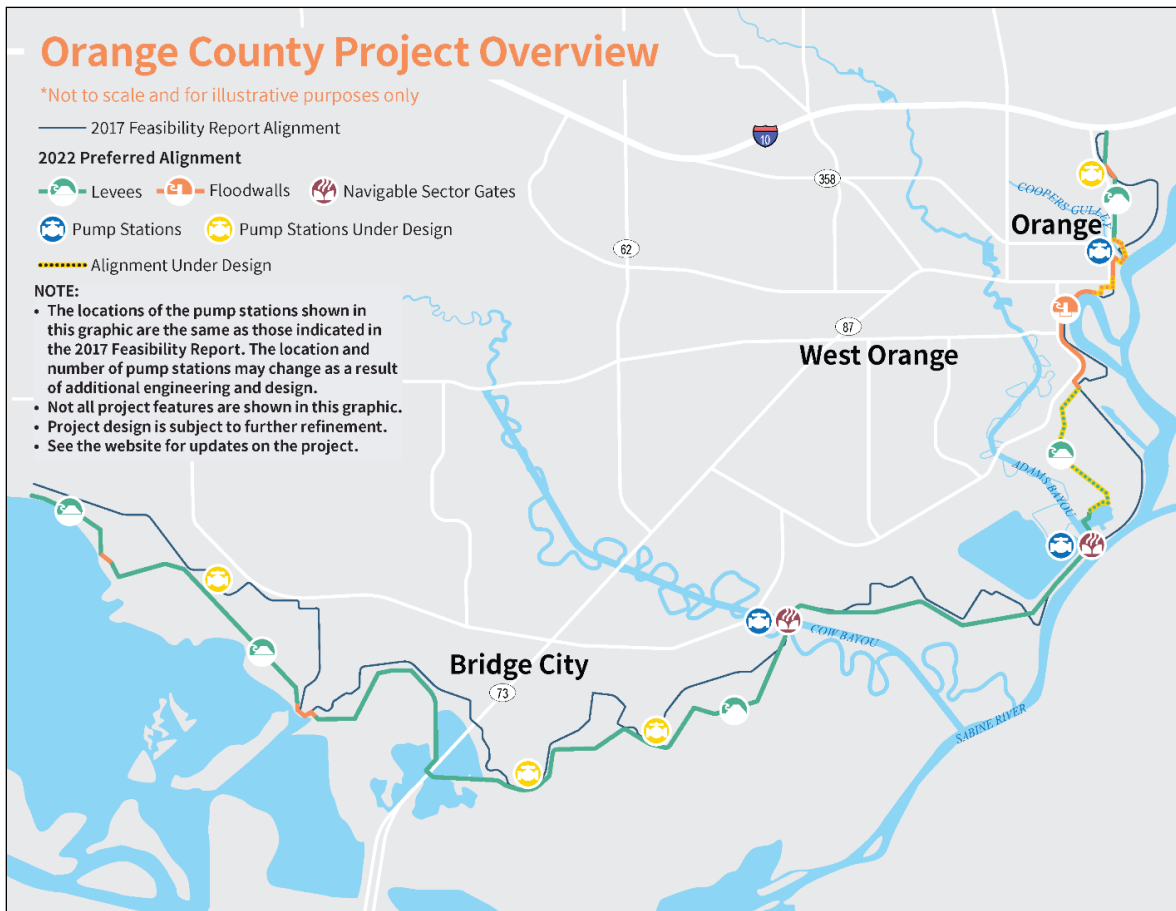 Orange County Project Overview
*Not to scale and for illustrative purposes only
2017 Feasibility Report Alignment
2022 Preferred Alignment
Levees
Floodwalls
Navigable Sector Gates
Pump Stations
Pump Stations Under Design
Alignment Under Design
NOTE:
• The locations of the pump stations shown in
this graphic are the same as those indicated in
the 2017 Feasibility Report. The location and
number of pump stations may change as a result
of additional engineering and design.
• Not all project features are shown in this graphic.
• Project design is subject to further refinement.
• See the website for updates on the project.
10
358
COOPERS GULLEY
Orange
62
87
West Orange
ADAMS BAYOU
COW BAYOU
Bridge City
73
SABINE RIVER